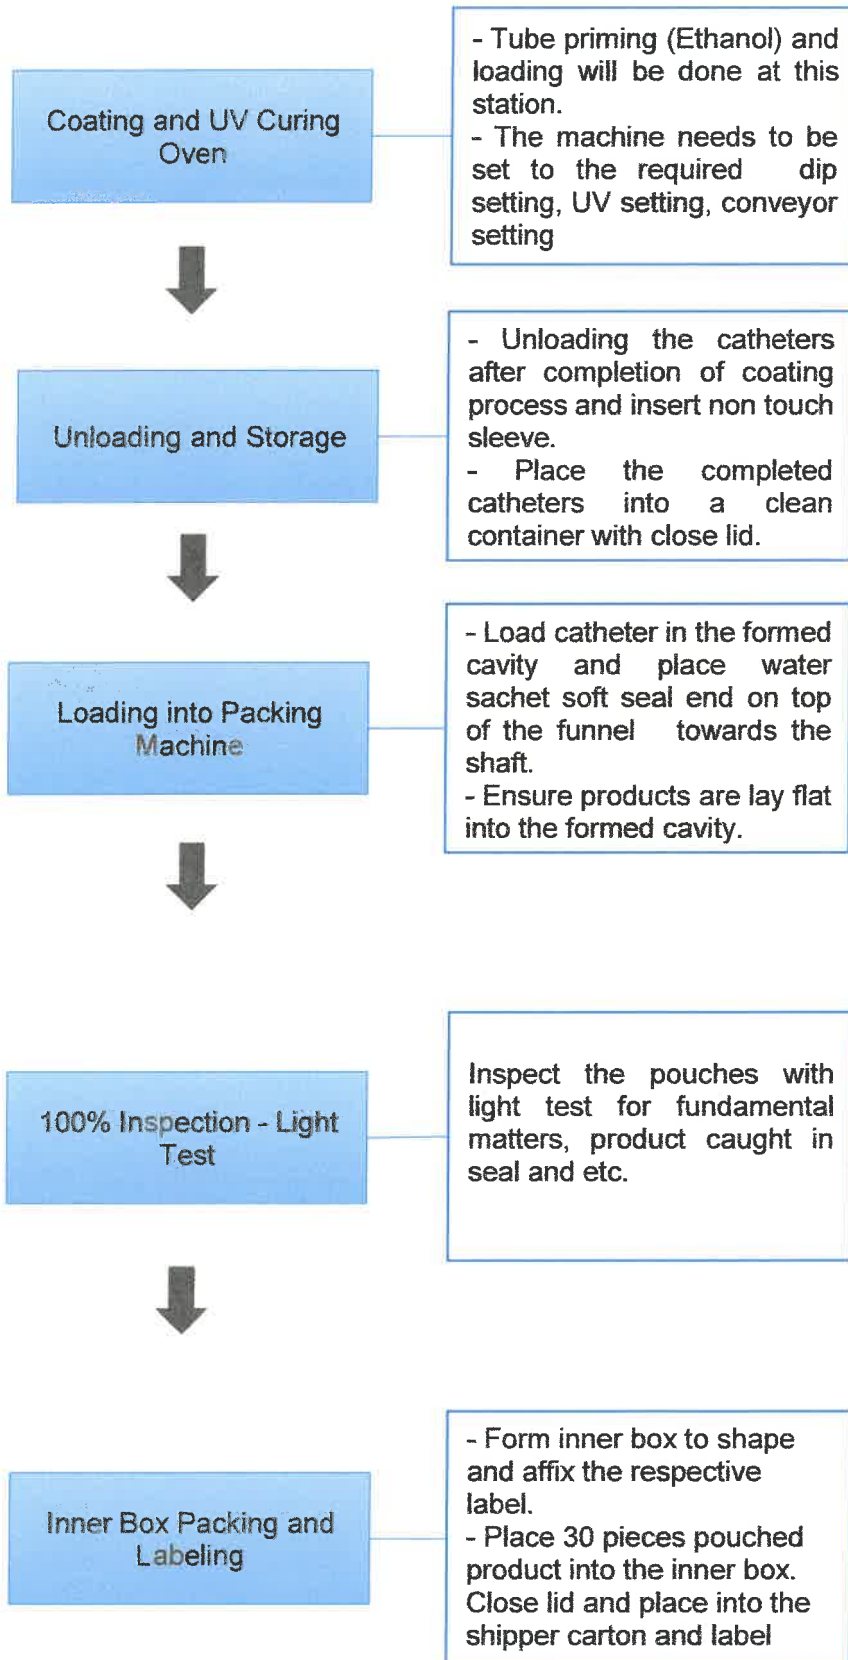 Coating and UV Curing
Oven
- Tube priming (Ethanol) and
loading will be done at this
station.
- The machine needs to be
set to the required dip
setting, UV setting, conveyor
setting
Unloading and Storage
- Unloading the catheters
after completion of coating
process and insert non touch
sleeve.
- Place the completed
catheters into a clean
container with close lid.
Loading into Packing
Machine
- Load catheter in the formed
cavity and place water
sachet soft seal end on top
of the funnel towards the
shaft.
- Ensure products are lay flat
into the formed cavity.
100% Inspection - Light
Test
Inspect the pouches with
light test for fundamental
matters, product caught in
seal and etc.
Inner Box Packing and
Labeling
- Form inner box to shape
and affix the respective
label.
- Place 30 pieces pouched
product into the inner box.
Close lid and place into the
shipper carton and label